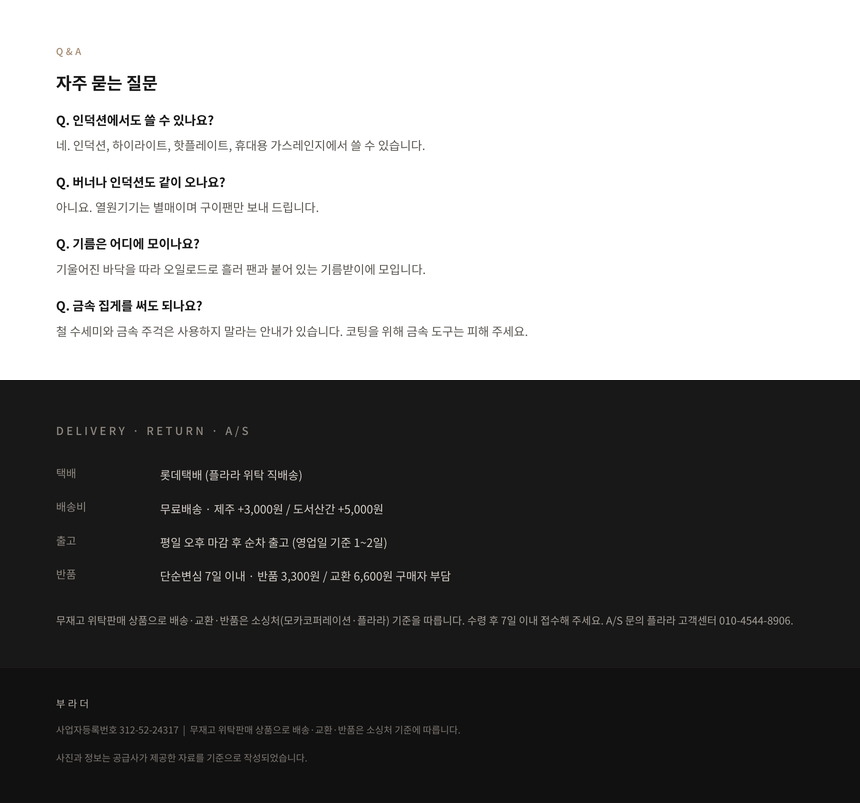 Q & A
자주 묻는 질문
Q. 인덕션에서도 쓸 수 있나요?
네. 인덕션, 하이라이트, 핫플레이트, 휴대용 가스레인지에서 쓸 수 있습니다.
Q. 버너나 인덕션도 같이 오나요?
아니요. 열원기기는 별매이며 구이팬만 보내 드립니다.
Q. 기름은 어디에 모이나요?
기울어진 바닥을 따라 오일로드로 흘러 팬과 붙어 있는 기름받이에 모입니다.
Q. 금속 집게를 써도 되나요?
철 수세미와 금속 주걱은 사용하지 말라는 안내가 있습니다. 코팅을 위해 금속 도구는 피해 주세요.
DELIVERY · RETURN · A/S
택배 롯데택배 (플라라 위탁 직배송)
배송비 무료배송 · 제주 +3,000원 / 도서산간 +5,000원
출고 평일 오후 마감 후 순차 출고 (영업일 기준 1~2일)
반품 단순변심 7일 이내 · 반품 3,300원 / 교환 6,600원 구매자 부담
무재고 위탁판매 상품으로 배송·교환·반품은 소싱처(모카코퍼레이션·플라라) 기준을 따릅니다. 수령 후 7일 이내 접수해 주세요. A/S 문의 플라라 고객센터 010-4544-8906.
부라더
사업자등록번호 312-52-24317 | 무재고 위탁판매 상품으로 배송·교환·반품은 소싱처 기준에 따릅니다.
사진과 정보는 공급사가 제공한 자료를 기준으로 작성되었습니다.